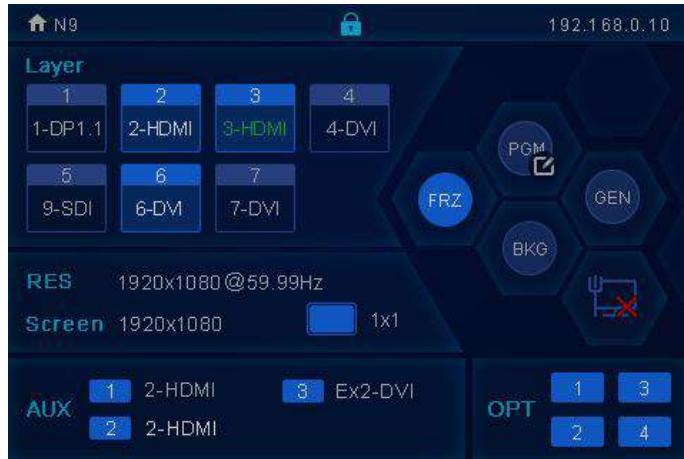 N9 192.168.0.10
Layer
1 2 3 4
1-DP1.1 2-HDMI 3-HDMI 4-DVI
5 6 7
9-SDI 6-DVI 7-DVI
PGM
FRZ GEN
BKG
RES 1920x1080@59.99Hz
Screen 1920x1080 1x1
AUX 1 2-HDMI 3 Ex2-DVI
2 2-HDMI
OPT 1 3
2 4